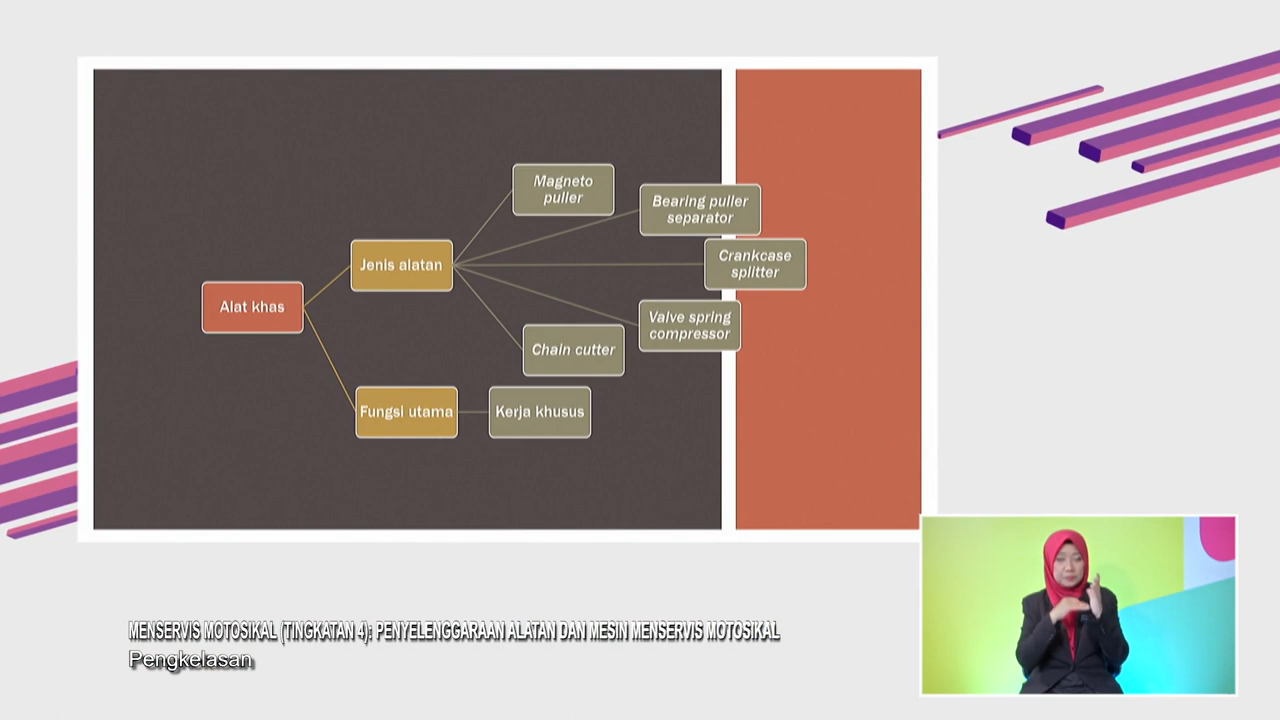 Magneto
puller
Bearing puller
separator
Jenis alatan
Crankcase
splitter
Alat khas
Valve spring
compressor
Chain cutter
Fungsi utama
Kerja khusus
MENSERVIS MOTOSIKAL (TINGKATAN 4): PENYELENGGARAAN ALATAN DAN MESIN MENSERVIS MOTOSIKAL
Pengkelasan